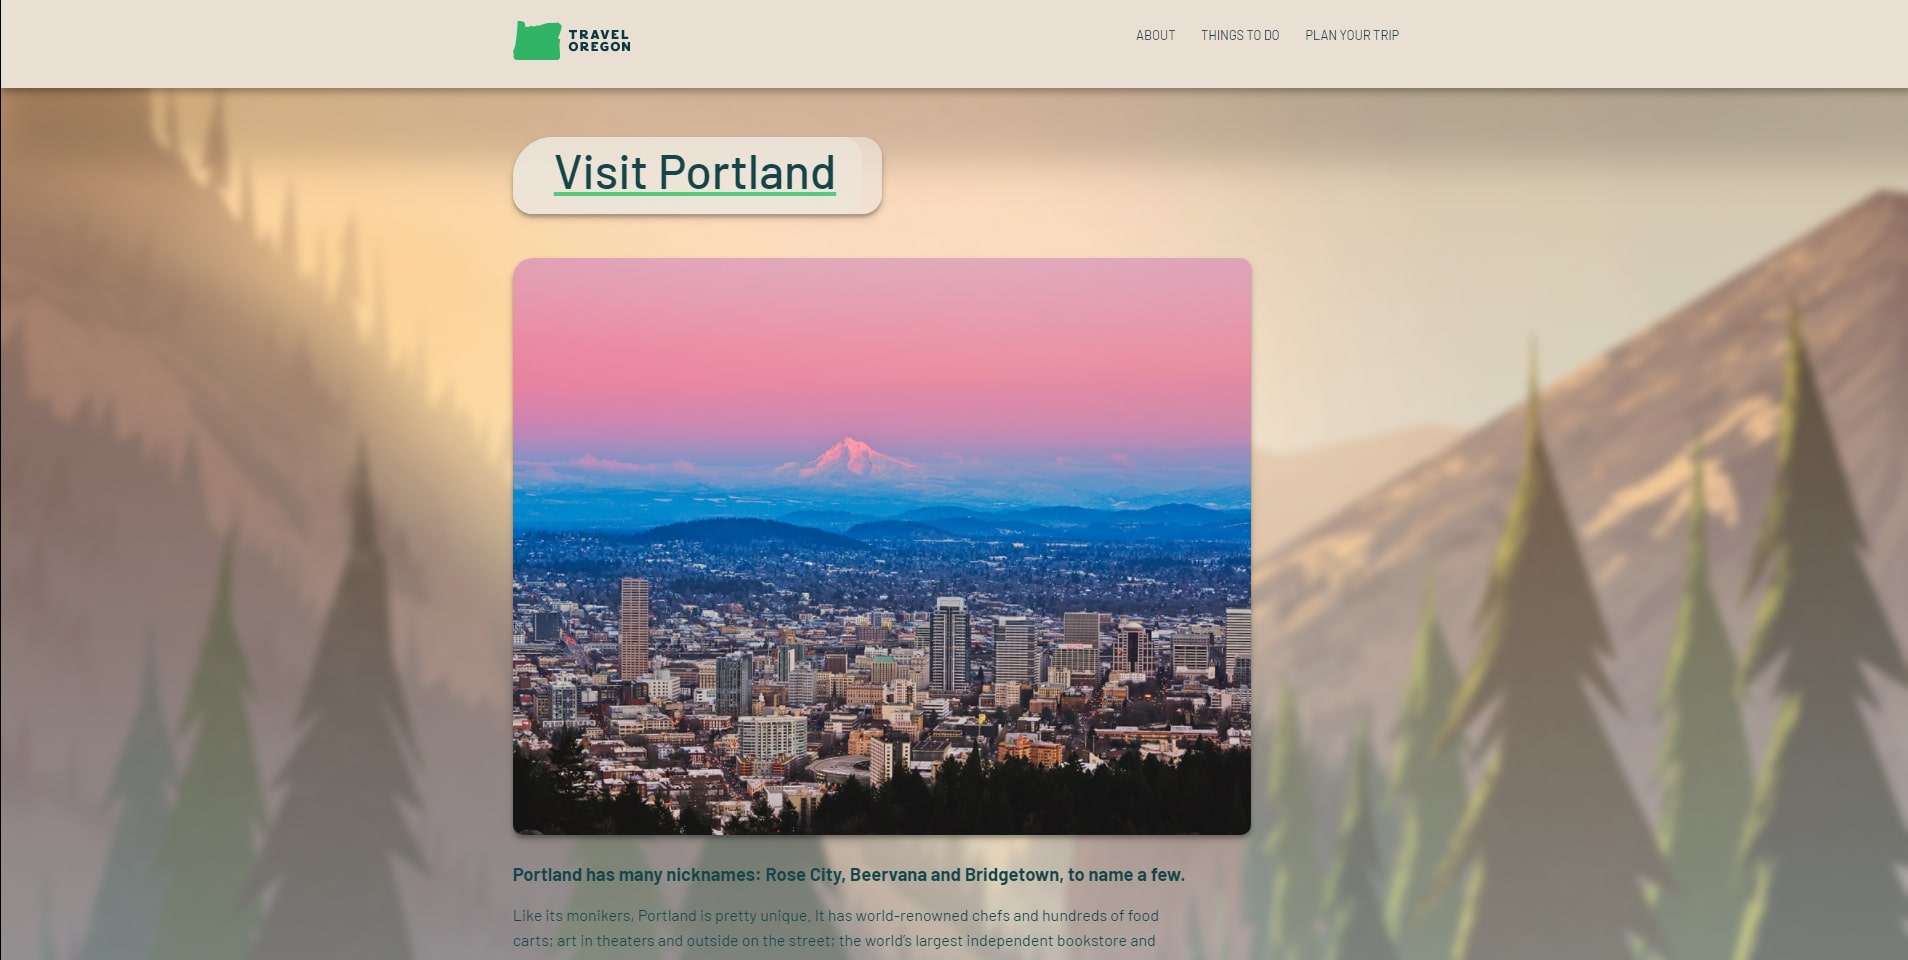 TRAVEL
OREGON
ABOUT
THINGS TO DO
PLAN YOUR TRIP
Visit Portland
Portland has many nicknames: Rose City, Beervana and Bridgetown, to name a few.
Like its monikers, Portland is pretty unique. It has world-renowned chefs and hundreds of food
carts; art in theaters and outside on the street; the world’s largest independent bookstore and